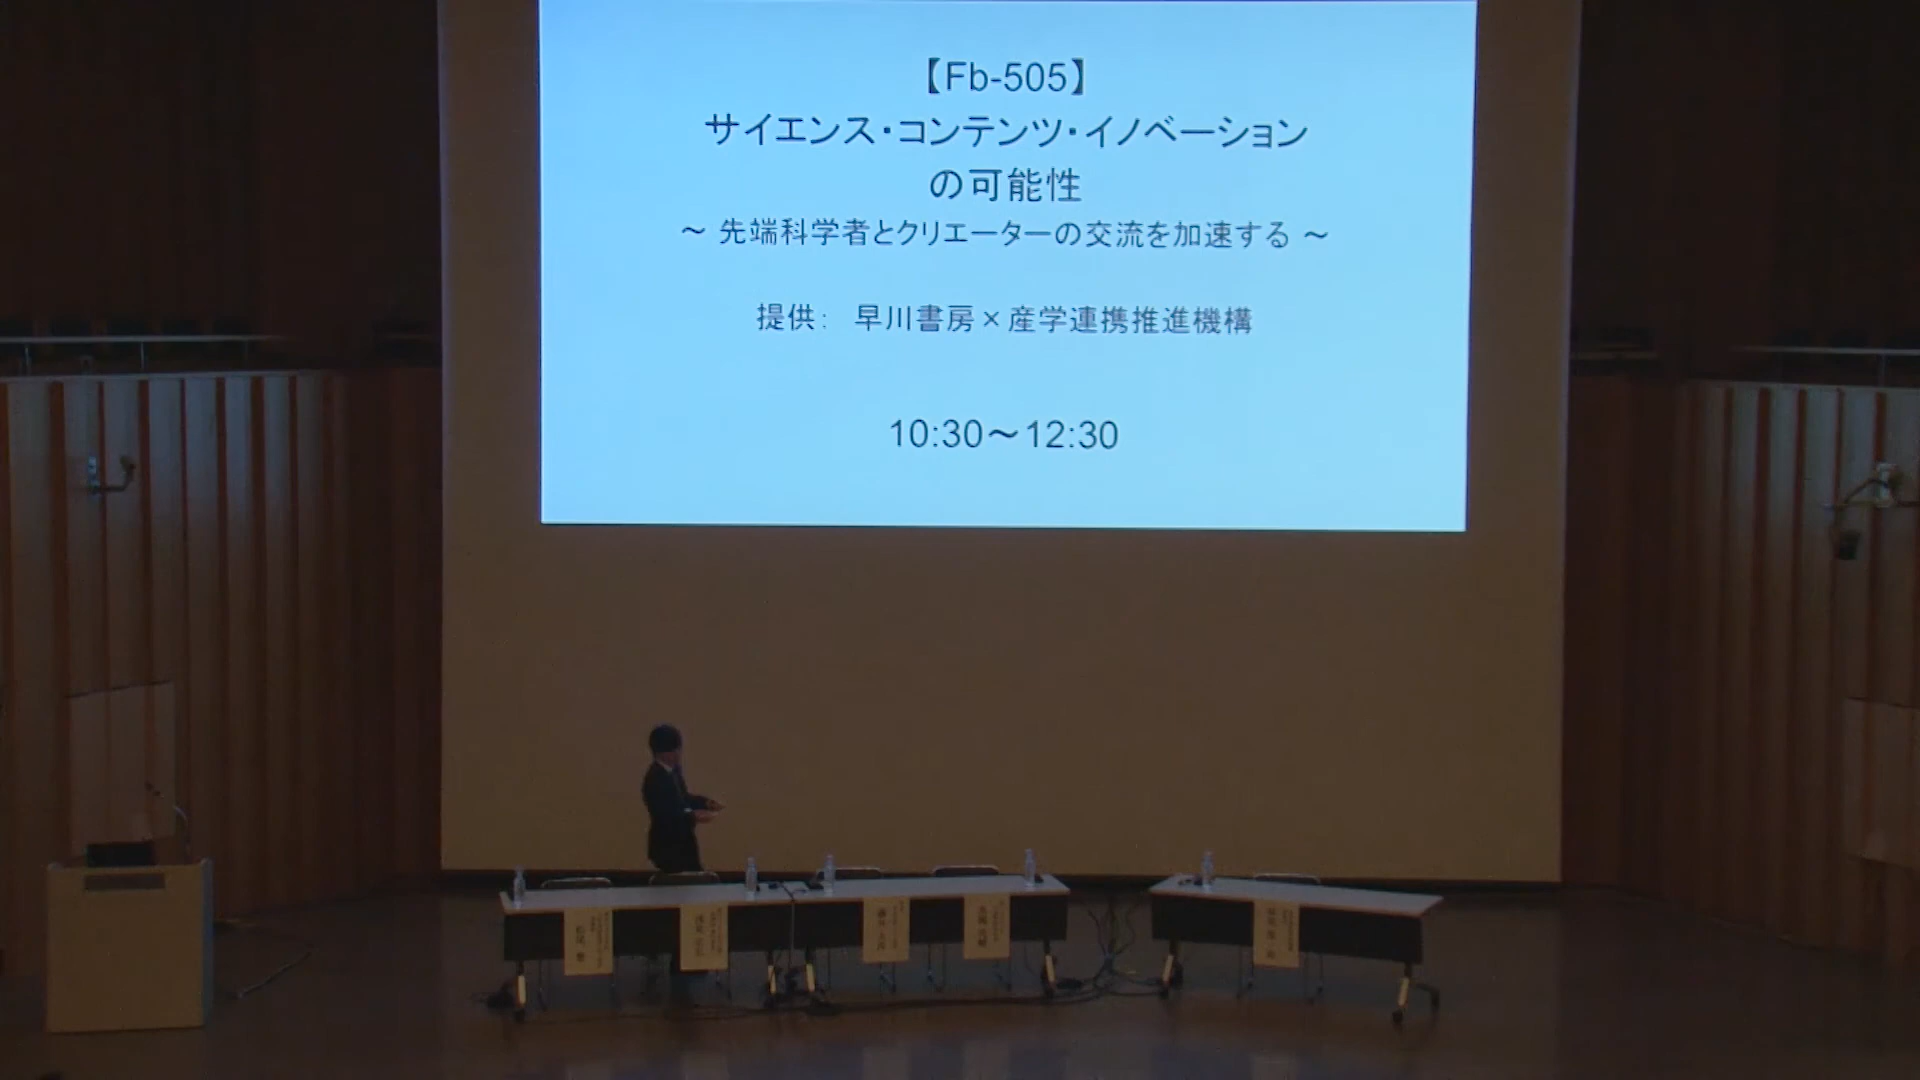 【Fb-505】
サイエンス・コンテンツ・イノベーション
の可能性
～ 先端科学者とクリエーターの交流を加速する ～
提供： 早川書房×産学連携推進機構
10:30～12:30